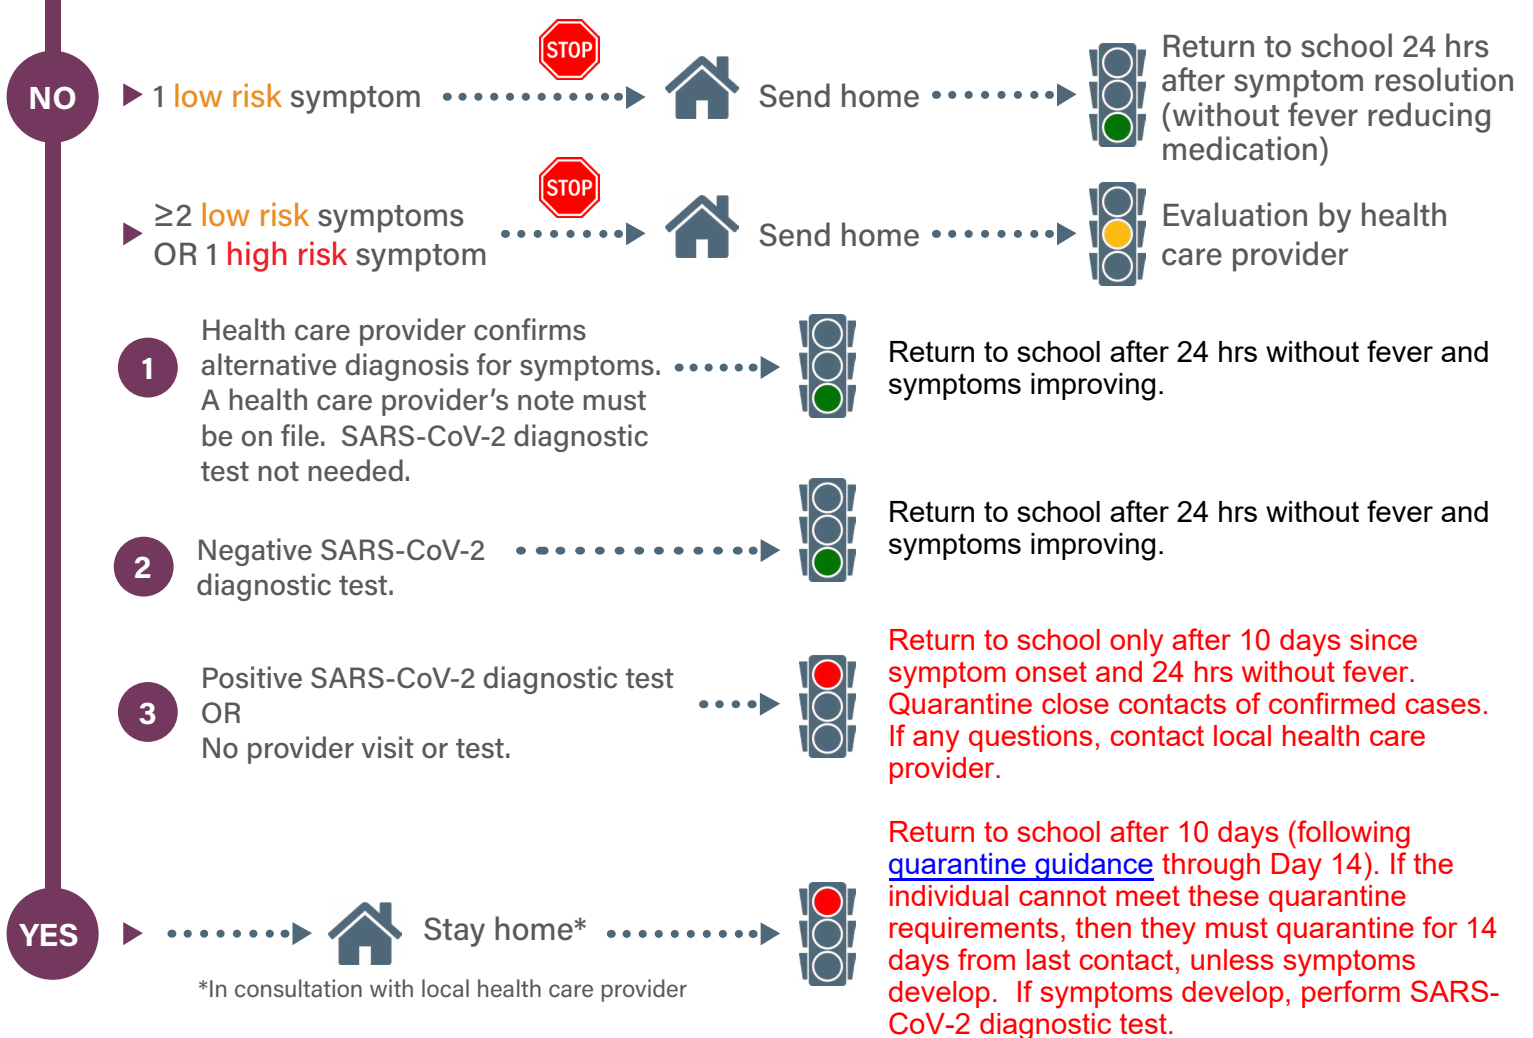 NO
1 low risk symptom
STOP
Send home
Return to school 24 hrs
after symptom resolution
(without fever reducing
medication)
≥2 low risk symptoms
OR 1 high risk symptom
STOP
Send home
Evaluation by health
care provider
1
Health care provider confirms
alternative diagnosis for symptoms.
A health care provider’s note must
be on file.  SARS-CoV-2 diagnostic
test not needed.
Return to school after 24 hrs without fever and
symptoms improving.
2
Negative SARS-CoV-2
diagnostic test.
Return to school after 24 hrs without fever and
symptoms improving.
3
Positive SARS-CoV-2 diagnostic test
OR
No provider visit or test.
Return to school only after 10 days since
symptom onset and 24 hrs without fever.
Quarantine close contacts of confirmed cases.
If any questions, contact local health care
provider.
YES
Stay home*
*In consultation with local health care provider
Return to school after 10 days (following
quarantine guidance through Day 14). If the
individual cannot meet these quarantine
requirements, then they must quarantine for 14
days from last contact, unless symptoms
develop.  If symptoms develop, perform SARS-
CoV-2 diagnostic test.